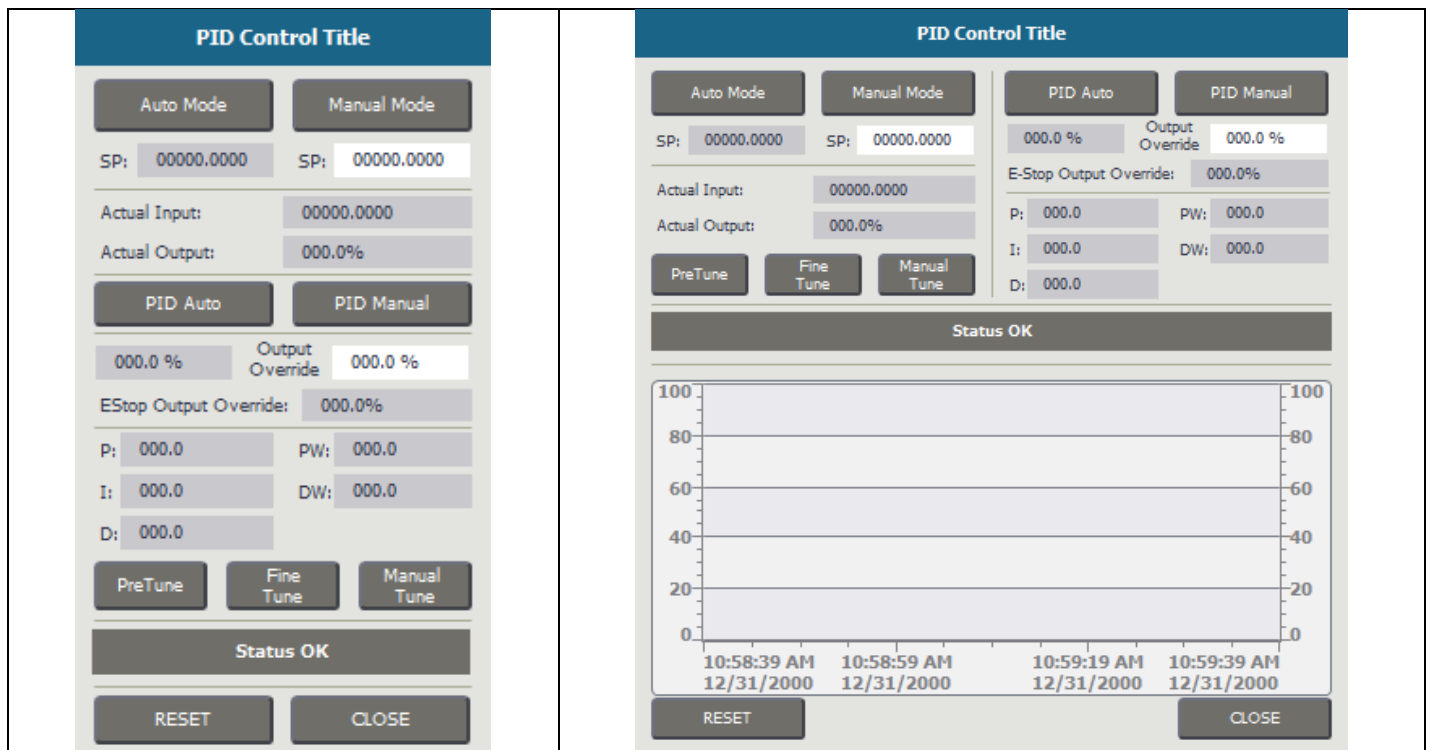 PID Control Title
Auto Mode Manual Mode
SP: 00000.0000 SP: 00000.0000
Actual Input: 00000.0000
Actual Output: 000.0%
PID Auto PID Manual
000.0 % Output Override 000.0 %
EStop Output Override: 000.0%
P: 000.0 PW: 000.0
I: 000.0 DW: 000.0
D: 000.0
PreTune Fine Tune Manual Tune
Status OK
RESET CLOSE
PID Control Title
Auto Mode Manual Mode
SP: 00000.0000 SP: 00000.0000
Actual Input: 00000.0000
Actual Output: 000.0%
PreTune Fine Tune Manual Tune
PID Auto PID Manual
000.0 % Output Override 000.0 %
E-Stop Output Override: 000.0%
P: 000.0 PW: 000.0
I: 000.0 DW: 000.0
D: 000.0
Status OK
100 100
80 80
60 60
40 40
20 20
0 0
10:58:39 AM 10:58:59 AM 10:59:19 AM 10:59:39 AM
12/31/2000 12/31/2000 12/31/2000 12/31/2000
RESET CLOSE